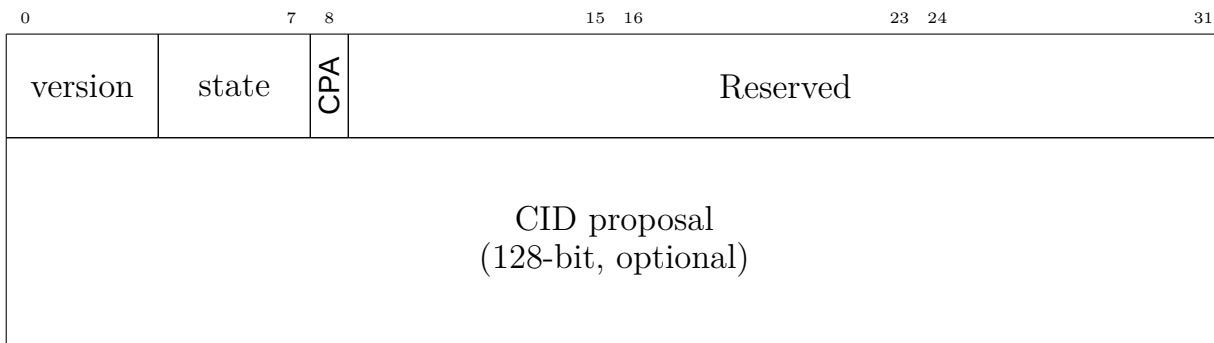 0 7 8 15 16 23 24 31
version state CPA Reserved
CID proposal
(128-bit, optional)